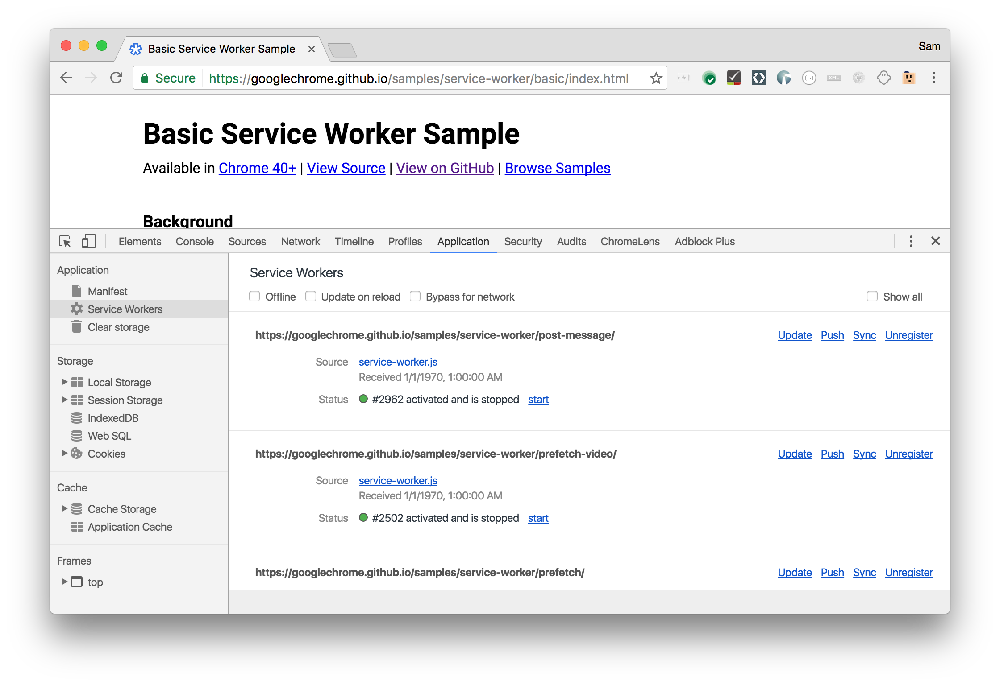 Basic Service Worker Sample
Sam
Secure https://googlechrome.github.io/samples/service-worker/basic/index.html
{...}
XML
Basic Service Worker Sample
Available in Chrome 40+ | View Source | View on GitHub | Browse Samples
Background
Elements Console Sources Network Timeline Profiles Application Security Audits ChromeLens Adblock Plus
Application
Manifest
Service Workers
Clear storage
Storage
Local Storage
Session Storage
IndexedDB
Web SQL
Cookies
Cache
Cache Storage
Application Cache
Frames
top
Service Workers
Offline Update on reload Bypass for network Show all
https://googlechrome.github.io/samples/service-worker/post-message/ Update Push Sync Unregister
Source service-worker.js
Received 1/1/1970, 1:00:00 AM
Status #2962 activated and is stopped start
https://googlechrome.github.io/samples/service-worker/prefetch-video/ Update Push Sync Unregister
Source service-worker.js
Received 1/1/1970, 1:00:00 AM
Status #2502 activated and is stopped start
https://googlechrome.github.io/samples/service-worker/prefetch/ Update Push Sync Unregister